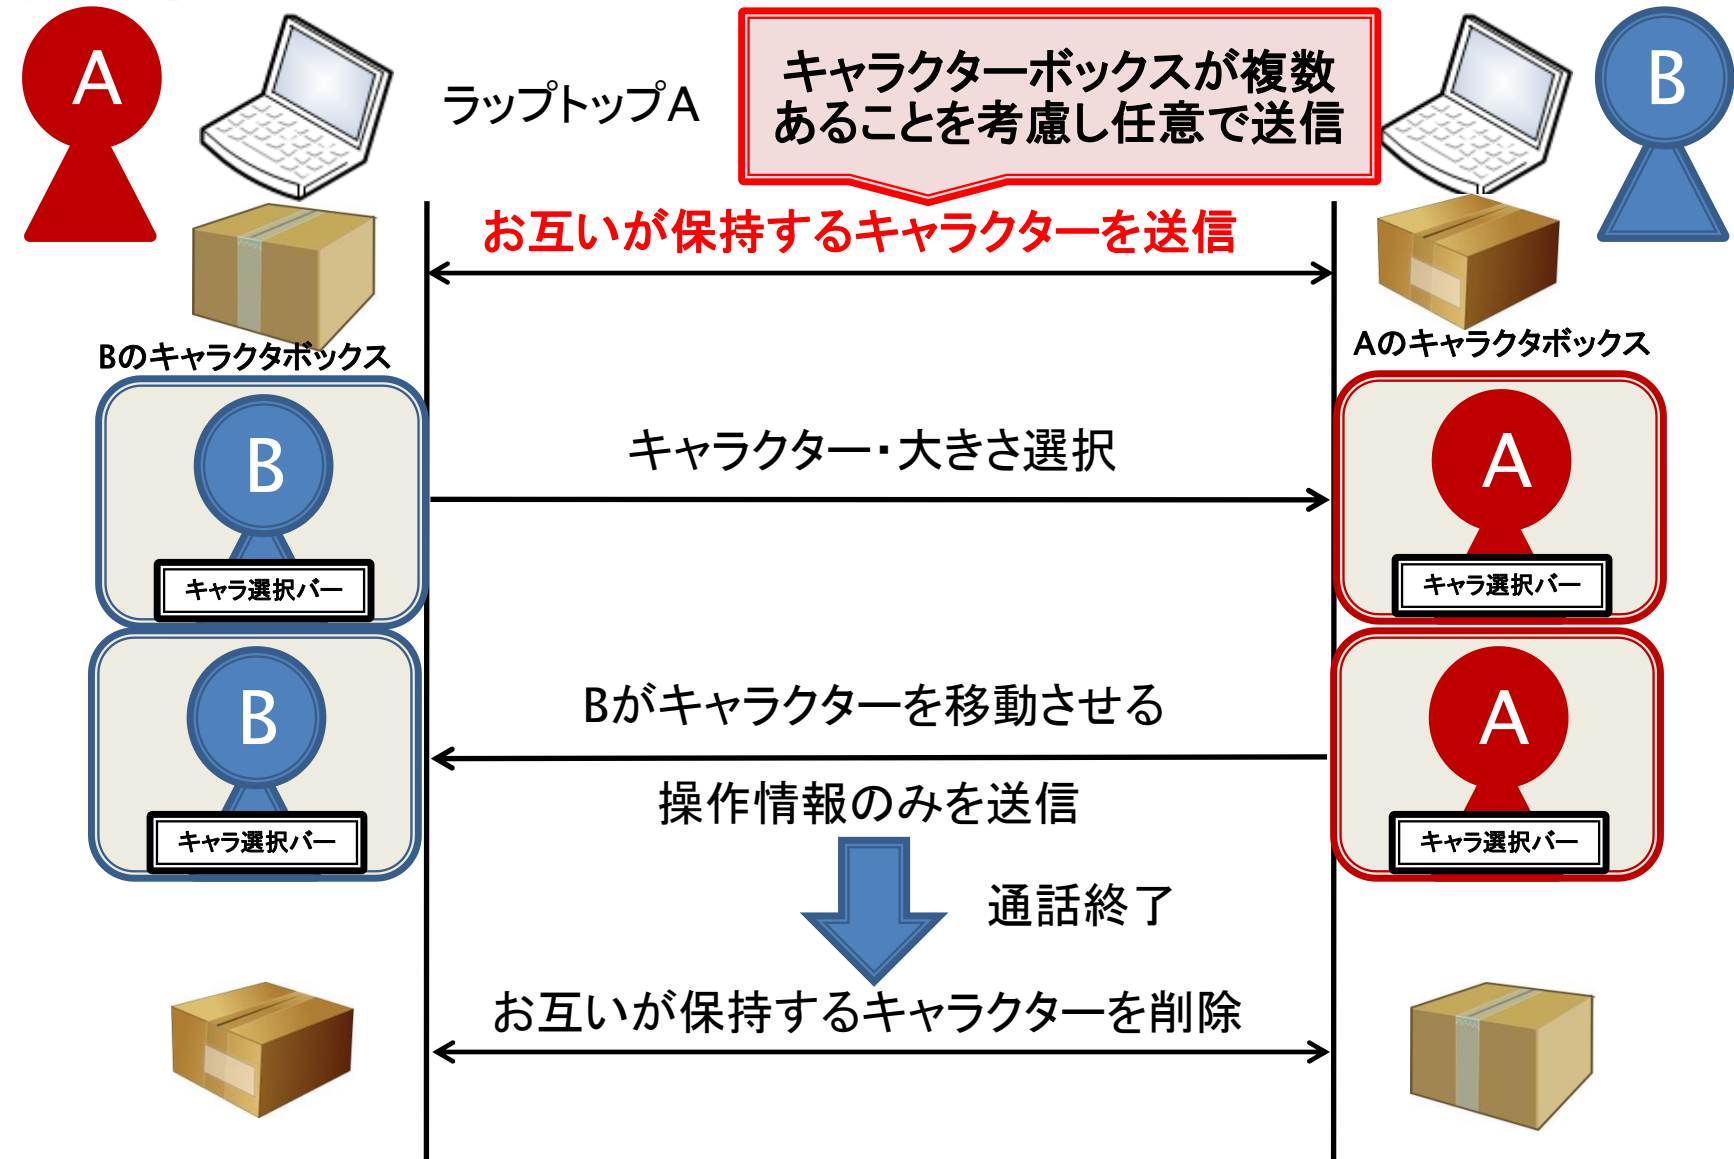 A
ラップトップA
キャラクターボックスが複数
あることを考慮し任意で送信
B
お互いが保持するキャラクターを送信
Bのキャラクタボックス
Aのキャラクタボックス
B
キャラ選択バー
キャラクター・大きさ選択
A
キャラ選択バー
B
キャラ選択バー
Bがキャラクターを移動させる
操作情報のみを送信
A
キャラ選択バー
通話終了
お互いが保持するキャラクターを削除